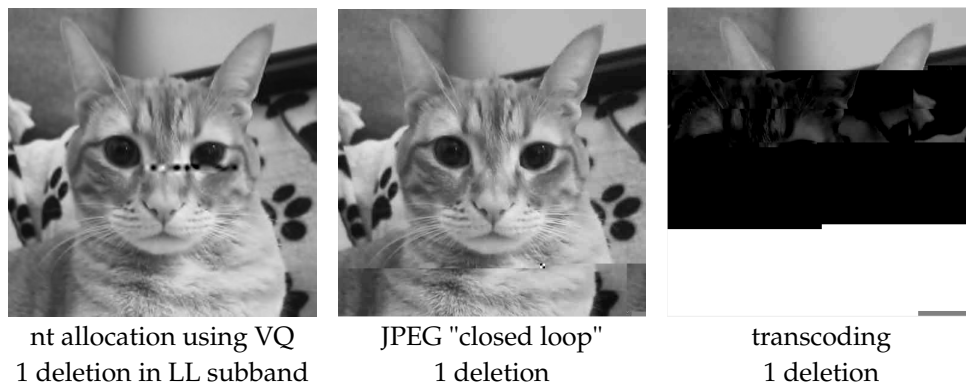 nt allocation using VQ
1 deletion in LL subband
JPEG "closed loop"
1 deletion
transcoding
1 deletion